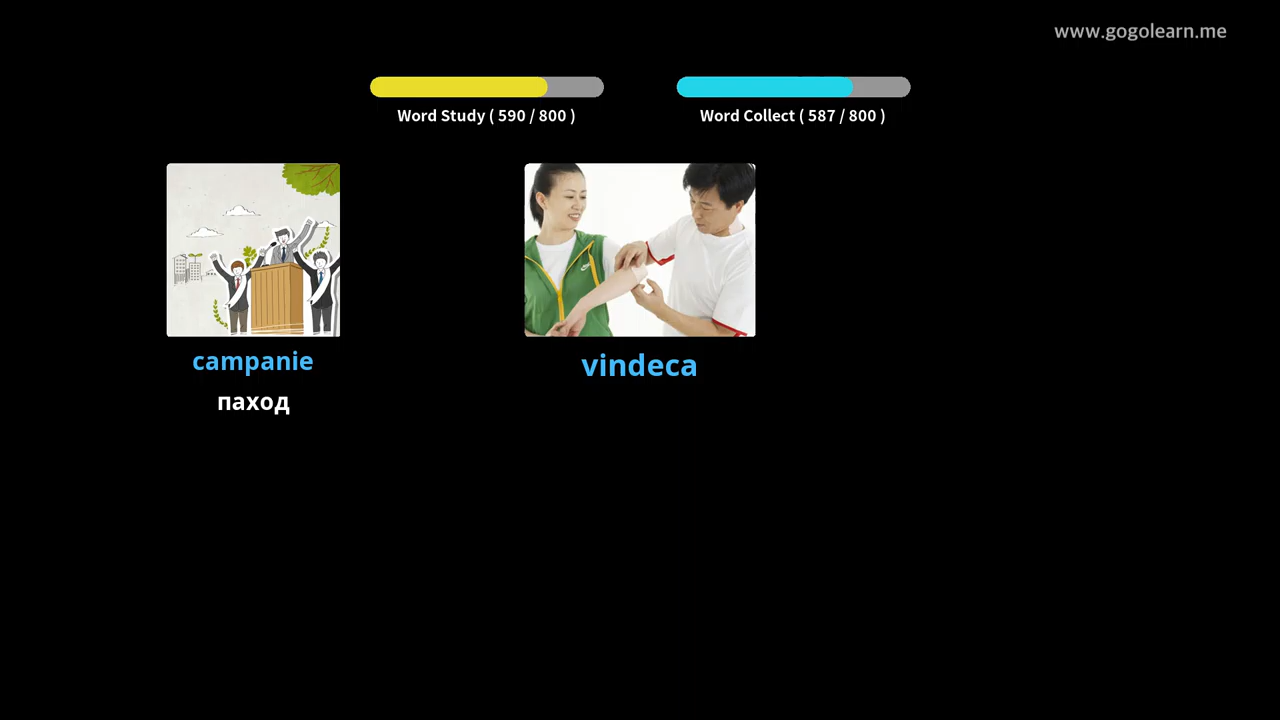 www.gogolearn.me
Word Study ( 590 / 800 )
Word Collect ( 587 / 800 )
campanie
паход
vindeca